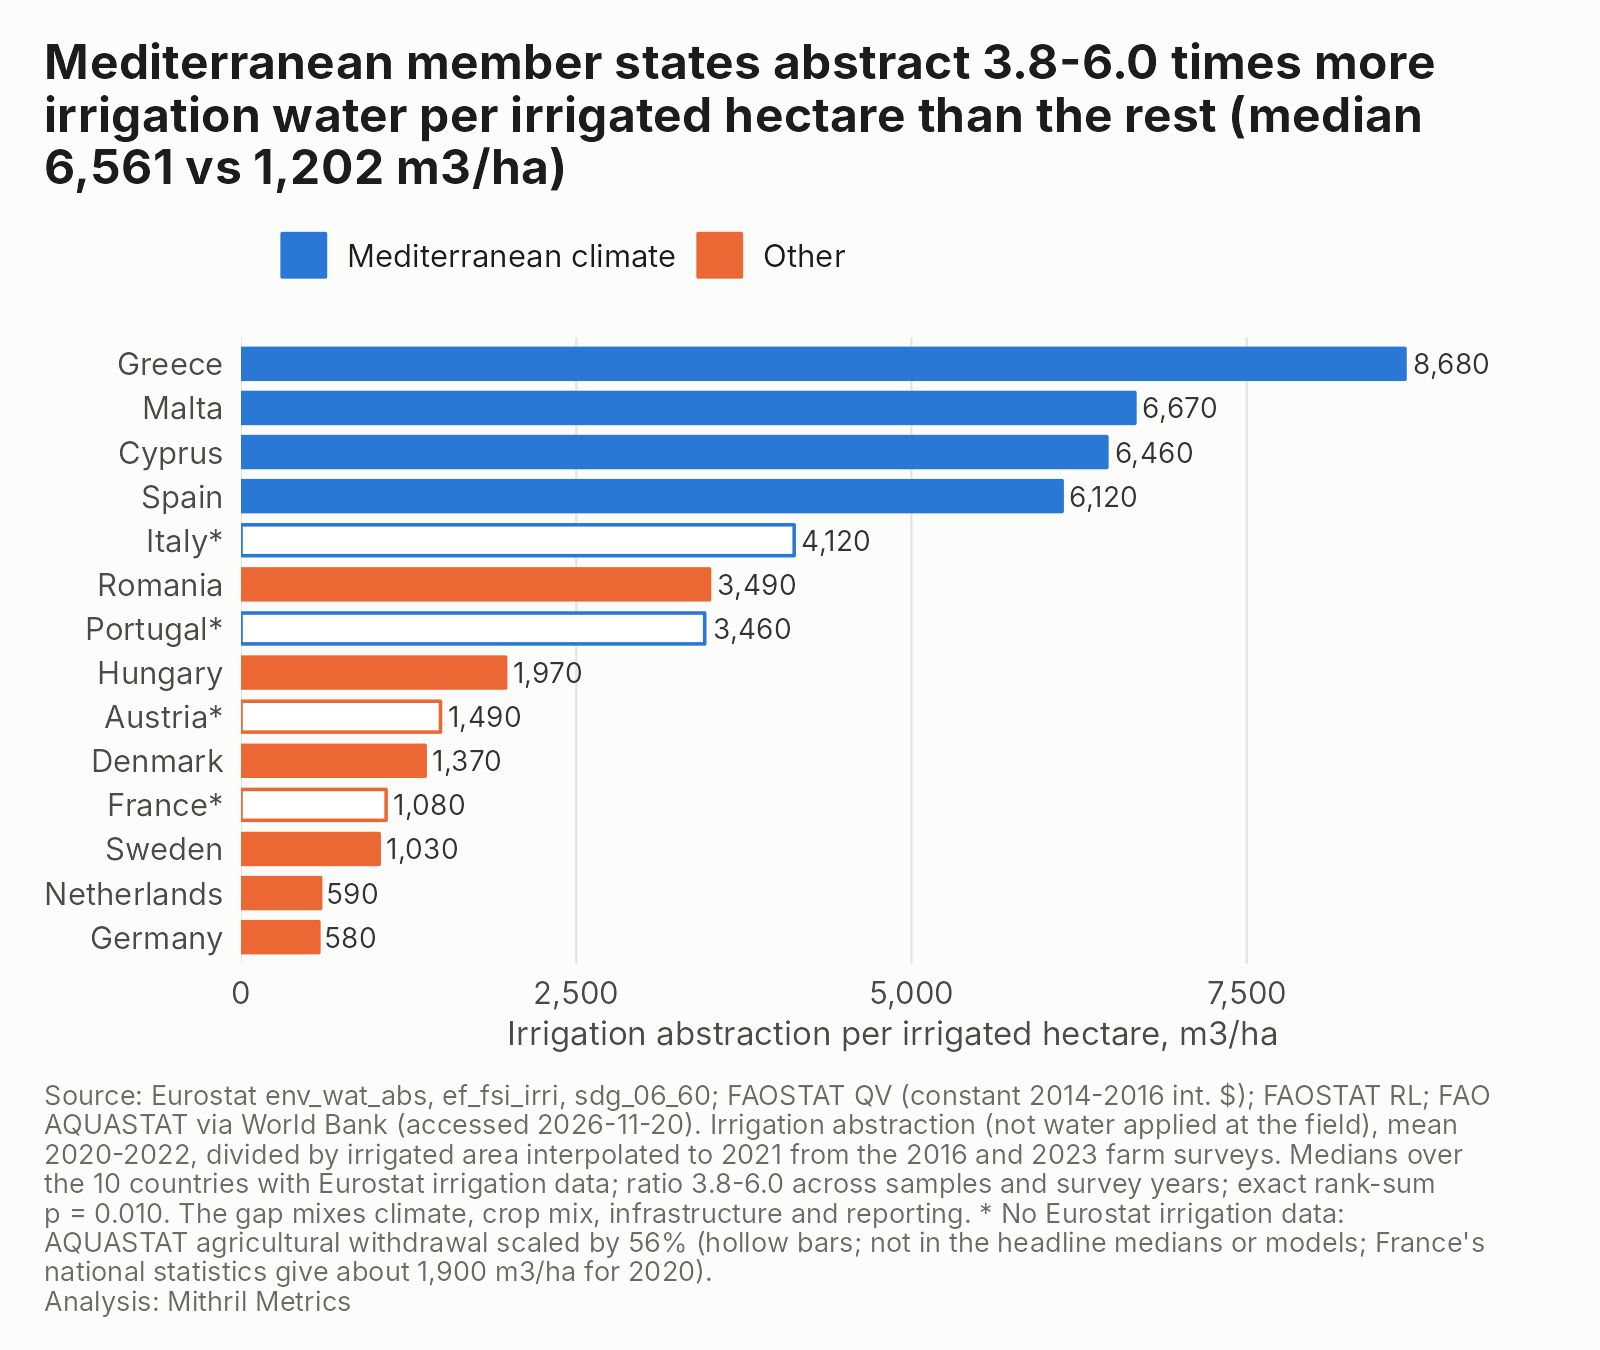 Mediterranean member states abstract 3.8-6.0 times more
irrigation water per irrigated hectare than the rest (median
6,561 vs 1,202 m3/ha)
Mediterranean climate
Other
Greece 8,680
Malta 6,670
Cyprus 6,460
Spain 6,120
Italy* 4,120
Romania 3,490
Portugal* 3,460
Hungary 1,970
Austria* 1,490
Denmark 1,370
France* 1,080
Sweden 1,030
Netherlands 590
Germany 580
0 2,500 5,000 7,500
Irrigation abstraction per irrigated hectare, m3/ha
Source: Eurostat env_wat_abs, ef_fsi_irri, sdg_06_60; FAOSTAT QV (constant 2014-2016 int. $); FAOSTAT RL; FAO
AQUASTAT via World Bank (accessed 2026-11-20). Irrigation abstraction (not water applied at the field), mean
2020-2022, divided by irrigated area interpolated to 2021 from the 2016 and 2023 farm surveys. Medians over
the 10 countries with Eurostat irrigation data; ratio 3.8-6.0 across samples and survey years; exact rank-sum
p = 0.010. The gap mixes climate, crop mix, infrastructure and reporting. * No Eurostat irrigation data:
AQUASTAT agricultural withdrawal scaled by 56% (hollow bars; not in the headline medians or models; France's
national statistics give about 1,900 m3/ha for 2020).
Analysis: Mithril Metrics